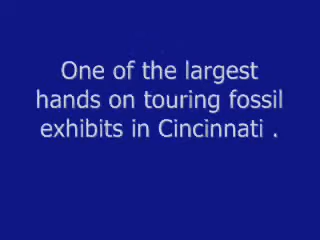 One of the largest
hands on touring fossil
exhibits in Cincinnati .